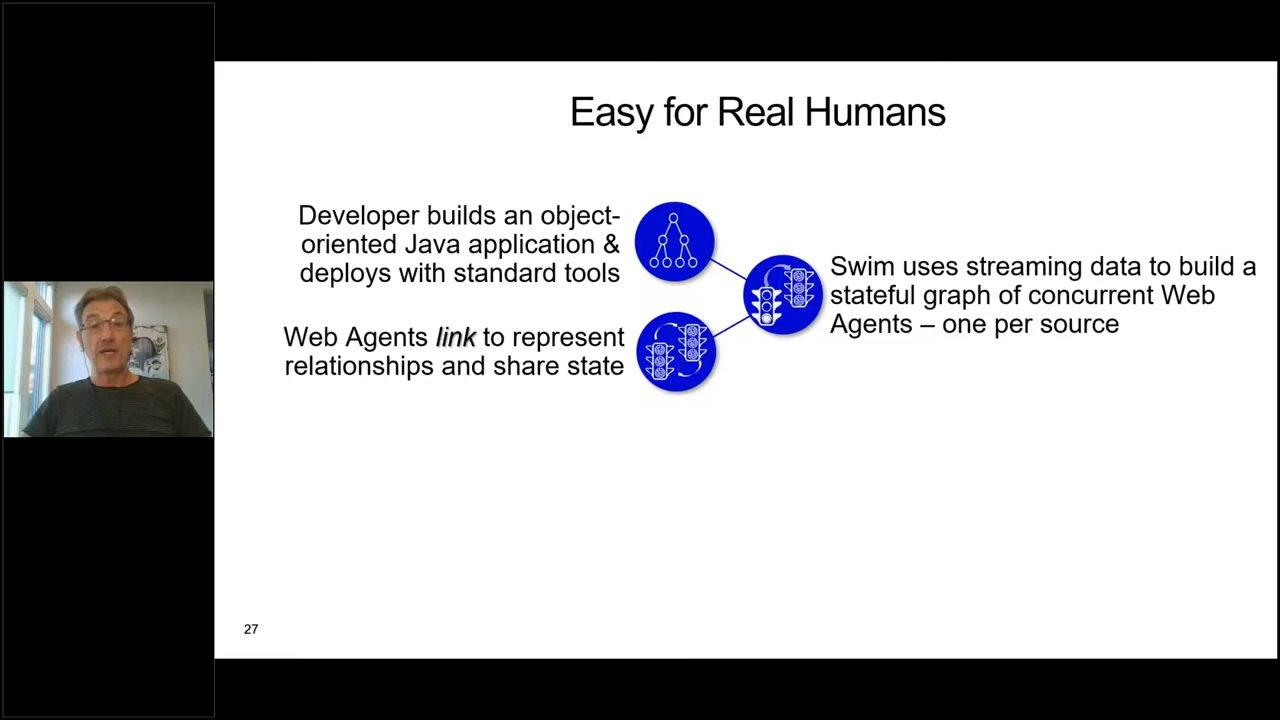 Easy for Real Humans
Developer builds an object-
oriented Java application &
deploys with standard tools
Swim uses streaming data to build a
stateful graph of concurrent Web
Agents – one per source
Web Agents link to represent
relationships and share state
27